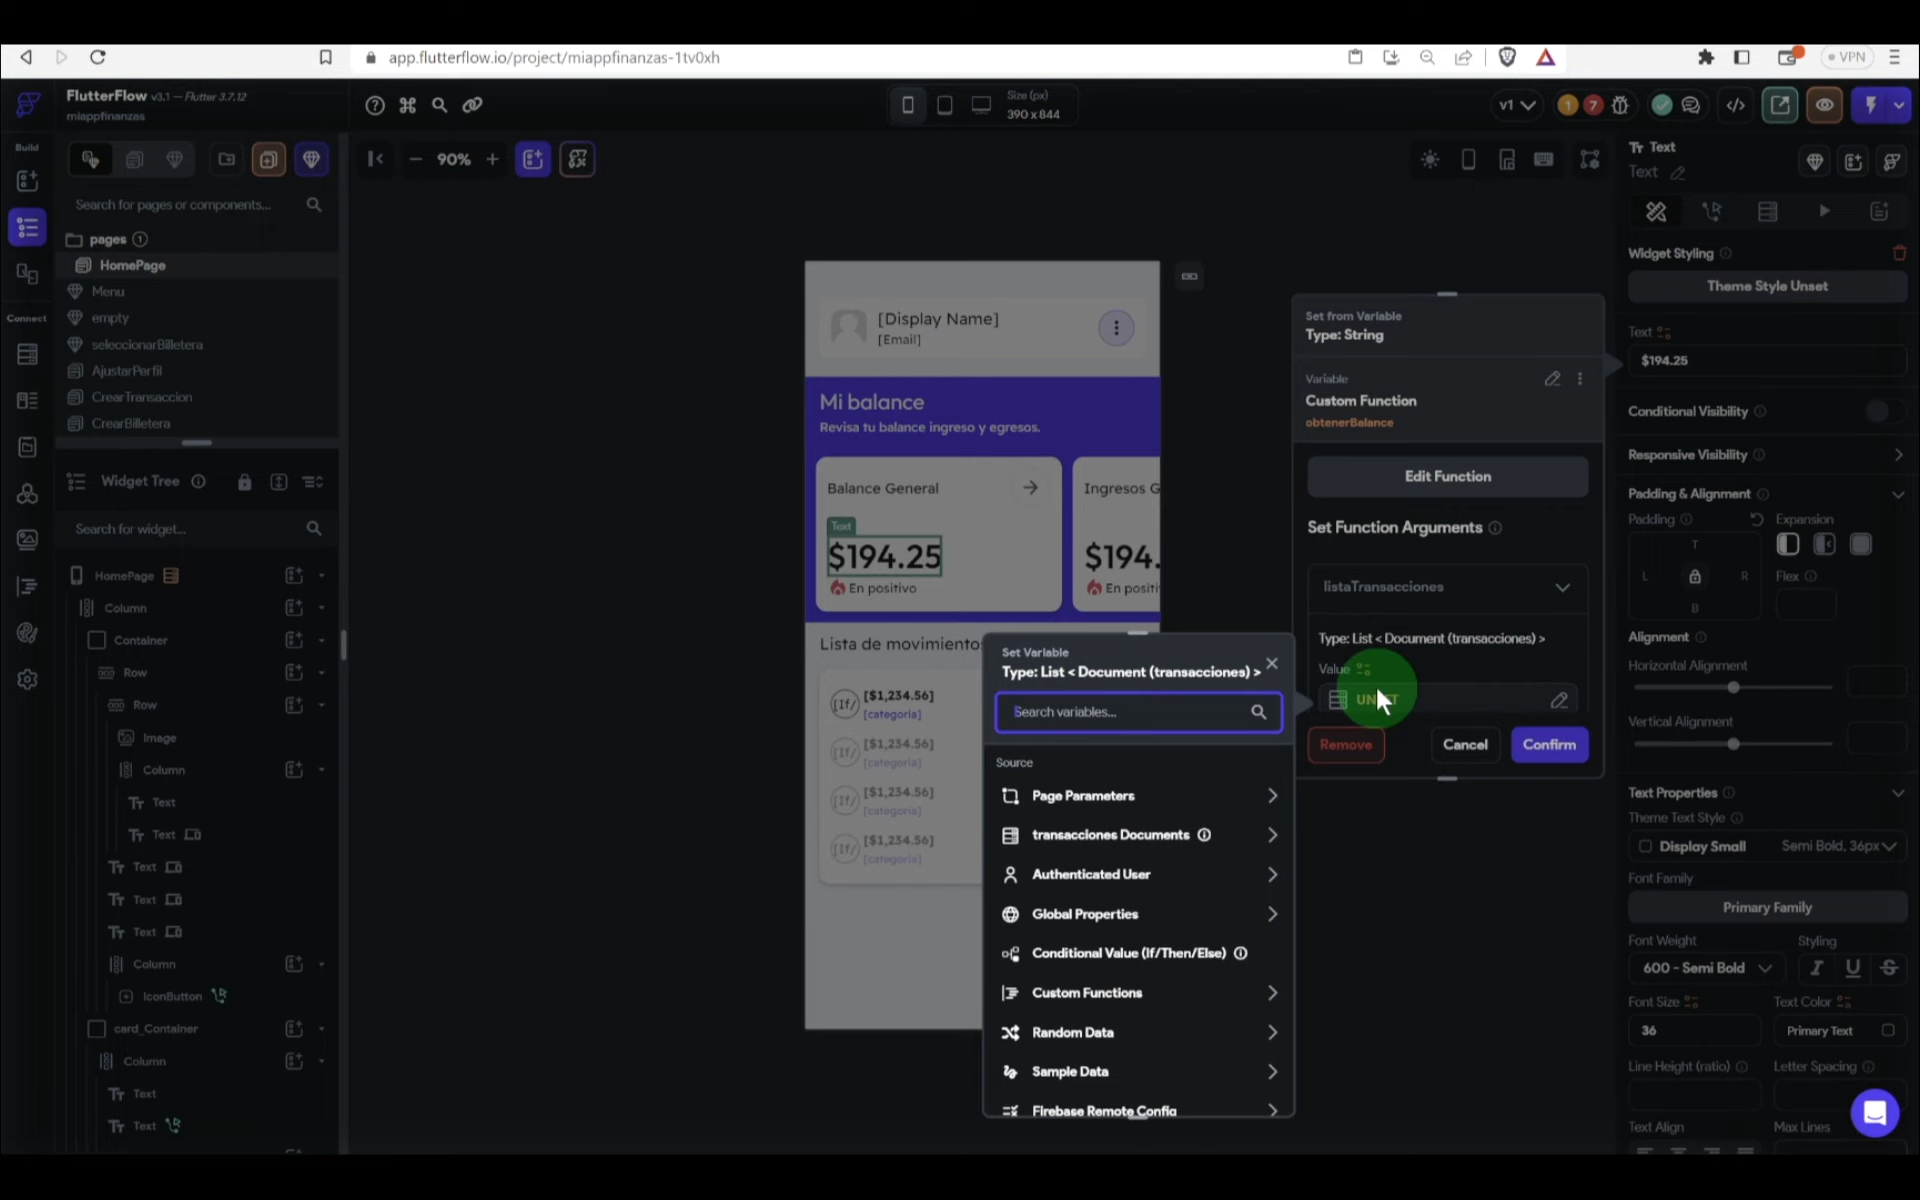 app.flutterflow.io/project/miappfinanzas-1tv0xh
VPN
FlutterFlow v3.1 — Flutter 3.7.12
miappfinanzas
Size (px)
390 x 844
v1
1
7
Build
90%
Search for pages or components...
pages 1
HomePage
Menu
empty
seleccionarBilletera
AjustarPerfil
CrearTransaccion
CrearBilletera
Connect
Widget Tree
Search for widget...
HomePage
Column
Container
Row
Row
Image
Column
Text
Text
Text
Text
Text
Column
IconButton
card_Container
Column
Text
Text
[Display Name]
[Email]
Mi balance
Revisa tu balance ingreso y egresos.
Balance General
Text
$194.25
En positivo
Ingresos G
$194.
En positi
Lista de movimiento
[If/
[$1,234.56]
[categoria]
[If/
[$1,234.56]
[categoria]
[If/
[$1,234.56]
[categoria]
[If/
[$1,234.56]
[categoria]
Set Variable
Type: List < Document (transacciones) >
Search variables...
Source
Page Parameters
transacciones Documents
Authenticated User
Global Properties
Conditional Value (If/Then/Else)
Custom Functions
Random Data
Sample Data
Firebase Remote Config
Set from Variable
Type: String
Variable
Custom Function
obtenerBalance
Edit Function
Set Function Arguments
listaTransacciones
Type: List < Document (transacciones) >
Value
Remove
Cancel
Confirm
Text
Text
Widget Styling
Theme Style Unset
Text
$194.25
Conditional Visibility
Responsive Visibility
Padding & Alignment
Padding
Expansion
T
L
R
B
Flex
Alignment
Horizontal Alignment
Vertical Alignment
Text Properties
Theme Text Style
Display Small
Semi Bold, 36px
Font Family
Primary Family
Font Weight
Styling
600 - Semi Bold
I U S
Font Size
Text Color
36
Primary Text
Line Height (ratio)
Letter Spacing
Text Align
Max Lines